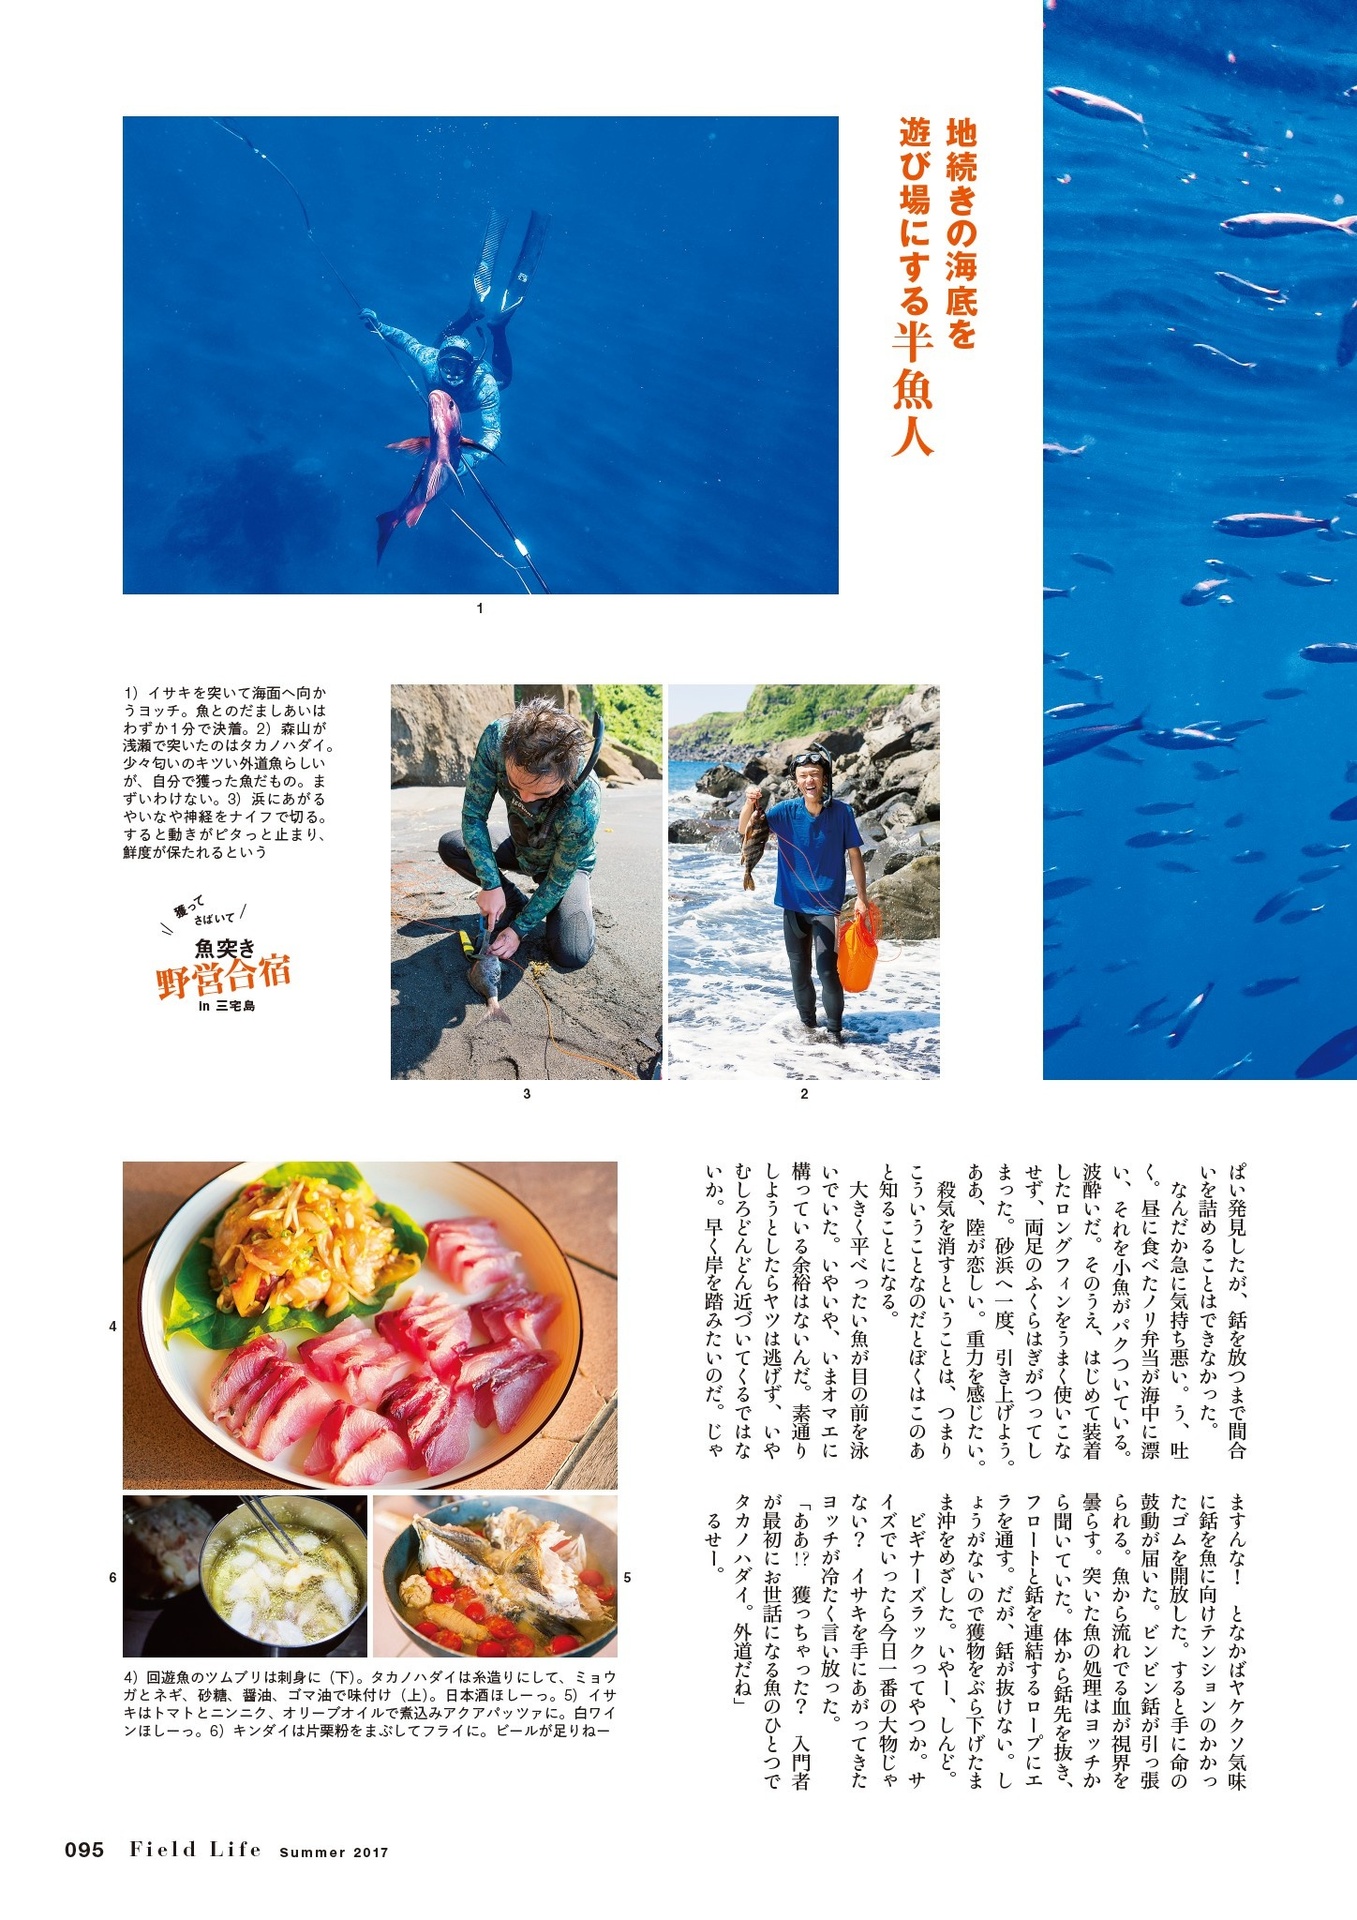 地続きの海底を
遊び場にする半魚人
1
1）イサキを突いて海面へ向か
うヨッチ。魚とのだましあいは
わずか1分で決着。2）森山が
浅瀬で突いたのはタカノハダイ。
少々匂いのキツい外道魚らしい
が、自分で獲った魚だもの。ま
ずいわけない。3）浜にあがる
やいなや神経をナイフで切る。
すると動きがピタっと止まり、
鮮度が保たれるという
獲って
さばいて
魚突き
野営合宿
in 三宅島
3
2
ぱい発見したが、銛を放つまで間合
いを詰めることはできなかった。
なんだか急に気持ち悪い。う、吐
く。昼に食べたノリ弁当が海中に漂
い、それを小魚がパクついている。
波酔いだ。そのうえ、はじめて装着
したロングフィンをうまく使いこな
せず、両足のふくらはぎがつってし
まった。砂浜へ一度、引き上げよう。
ああ、陸が恋しい。重力を感じたい。
殺気を消すということは、つまり
こういうことなのだとぼくはこのあ
と知ることになる。
大きく平べったい魚が目の前を泳
いでいた。いやいや、いまオマエに
構っている余裕はないんだ。素通り
しようとしたらヤツは逃げず、いや
むしろどんどん近づいてくるではな
いか。早く岸を踏みたいのだ。じゃ
ますんな！　となかばヤケクソ気味
に銛を魚に向けテンションのかかっ
たゴムを開放した。すると手に命の
鼓動が届いた。ビンビン銛が引っ張
られる。魚から流れでる血が視界を
曇らす。突いた魚の処理はヨッチか
ら聞いていた。体から銛先を抜き、
フロートと銛を連結するロープにエ
ラを通す。だが、銛が抜けない。し
ょうがないので獲物をぶら下げたま
ま沖をめざした。いやー、しんど。
ビギナーズラックってやつか。サ
イズでいったら今日一番の大物じゃ
ない？　イサキを手にあがってきた
ヨッチが冷たく言い放った。
「ああ!?　獲っちゃった？　入門者
が最初にお世話になる魚のひとつで
タカノハダイ。外道だね」
るせー。
4
6
5
4）回遊魚のツムブリは刺身に（下）。タカノハダイは糸造りにして、ミョウ
ガとネギ、砂糖、醤油、ゴマ油で味付け（上）。日本酒ほしーっ。5）イサ
キはトマトとニンニク、オリーブオイルで煮込みアクアパッツァに。白ワイ
ンほしーっ。6）キンダイは片栗粉をまぶしてフライに。ビールが足りねー
095 Field Life Summer 2017